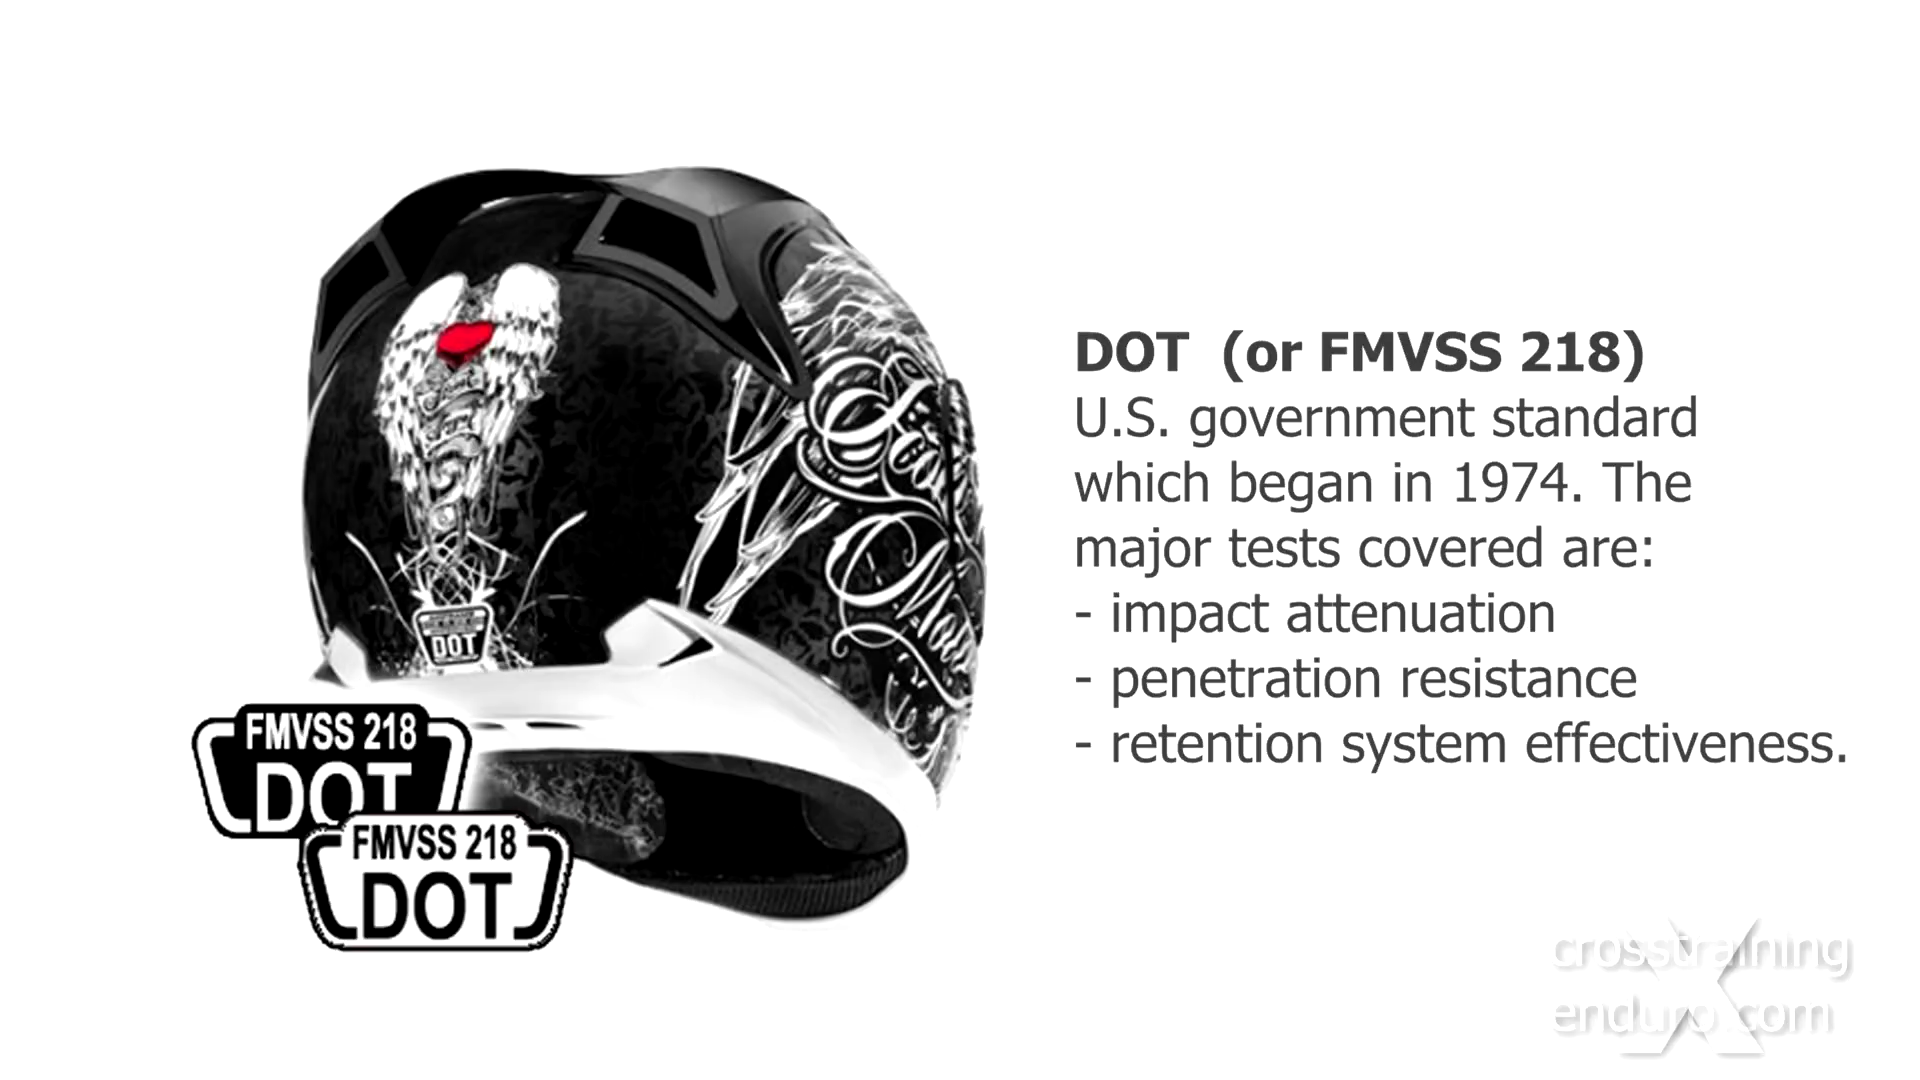 DOT (or FMVSS 218)
U.S. government standard
which began in 1974. The
major tests covered are:
- impact attenuation
- penetration resistance
- retention system effectiveness.
DOT
FMVSS 218
DOT
FMVSS 218
DOT
crosstraining
enduro.com
X